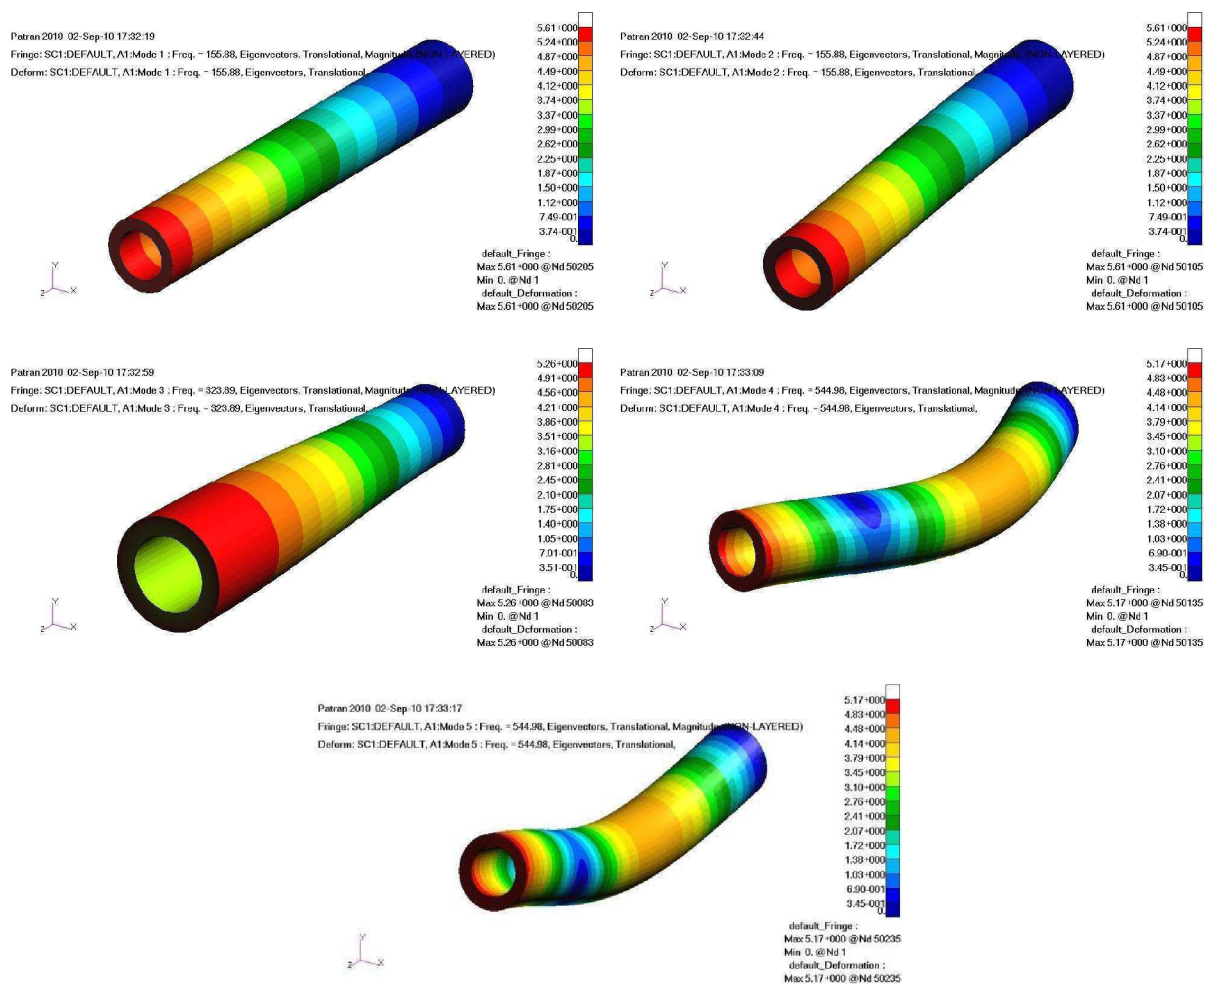 Patran 2010 02-Sep-10 17:32:19
Fringe: SC1:DEFAULT, A1:Mode 1 : Freq. = 155.88, Eigenvectors, Translational, Magnitude, (NON-LAYERED)
Deform: SC1:DEFAULT, A1:Mode 1 : Freq. = 155.88, Eigenvectors, Translational,
5.61+000
5.24+000
4.87+000
4.49+000
4.12+000
3.74+000
3.37+000
2.99+000
2.62+000
2.25+000
1.87+000
1.50+000
1.12+000
7.49-001
3.74-001
0.
default_Fringe :
Max 5.61+000 @Nd 50205
Min 0. @Nd 1
default_Deformation :
Max 5.61+000 @Nd 50205
Y
Z X
Patran 2010 02-Sep-10 17:32:44
Fringe: SC1:DEFAULT, A1:Mode 2 : Freq. = 155.88, Eigenvectors, Translational, Magnitude, (NON-LAYERED)
Deform: SC1:DEFAULT, A1:Mode 2 : Freq. = 155.88, Eigenvectors, Translational,
5.61+000
5.24+000
4.87+000
4.49+000
4.12+000
3.74+000
3.37+000
2.99+000
2.62+000
2.25+000
1.87+000
1.50+000
1.12+000
7.49-001
3.74-001
0.
default_Fringe :
Max 5.61+000 @Nd 50105
Min 0. @Nd 1
default_Deformation :
Max 5.61+000 @Nd 50105
Y
Z X
Patran 2010 02-Sep-10 17:32:59
Fringe: SC1:DEFAULT, A1:Mode 3 : Freq. = 323.89, Eigenvectors, Translational, Magnitude, (NON-LAYERED)
Deform: SC1:DEFAULT, A1:Mode 3 : Freq. = 323.89, Eigenvectors, Translational,
5.26+000
4.91+000
4.56+000
4.21+000
3.86+000
3.51+000
3.16+000
2.81+000
2.45+000
2.10+000
1.75+000
1.40+000
1.05+000
7.01-001
3.51-001
0.
default_Fringe :
Max 5.26+000 @Nd 50083
Min 0. @Nd 1
default_Deformation :
Max 5.26+000 @Nd 50083
Y
Z X
Patran 2010 02-Sep-10 17:33:09
Fringe: SC1:DEFAULT, A1:Mode 4 : Freq. = 544.98, Eigenvectors, Translational, Magnitude, (NON-LAYERED)
Deform: SC1:DEFAULT, A1:Mode 4 : Freq. = 544.98, Eigenvectors, Translational,
5.17+000
4.83+000
4.48+000
4.14+000
3.79+000
3.45+000
3.10+000
2.76+000
2.41+000
2.07+000
1.72+000
1.38+000
1.03+000
6.90-001
3.45-001
0.
default_Fringe :
Max 5.17+000 @Nd 50135
Min 0. @Nd 1
default_Deformation :
Max 5.17+000 @Nd 50135
Y
Z X
Patran 2010 02-Sep-10 17:33:17
Fringe: SC1:DEFAULT, A1:Mode 5 : Freq. = 544.98, Eigenvectors, Translational, Magnitude, (NON-LAYERED)
Deform: SC1:DEFAULT, A1:Mode 5 : Freq. = 544.98, Eigenvectors, Translational,
5.17+000
4.83+000
4.48+000
4.14+000
3.79+000
3.45+000
3.10+000
2.76+000
2.41+000
2.07+000
1.72+000
1.38+000
1.03+000
6.90-001
3.45-001
0.
default_Fringe :
Max 5.17+000 @Nd 50235
Min 0. @Nd 1
default_Deformation :
Max 5.17+000 @Nd 50235
Y
Z X